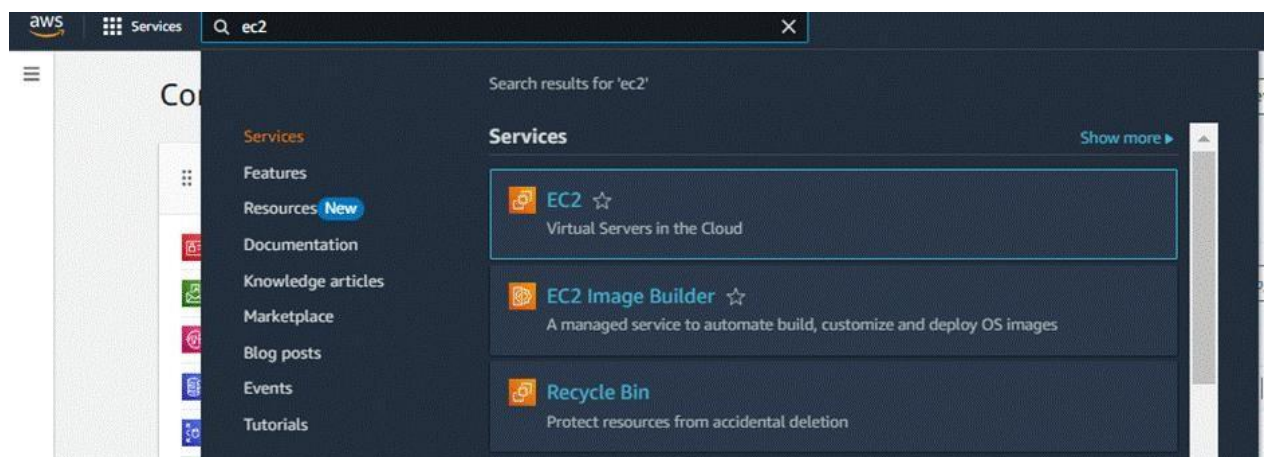 aws
Services
ec2
Search results for 'ec2'
Services
Services
Show more
Features
Resources New
Documentation
Knowledge articles
Marketplace
Blog posts
Events
Tutorials
EC2
Virtual Servers in the Cloud
EC2 Image Builder
A managed service to automate build, customize and deploy OS images
Recycle Bin
Protect resources from accidental deletion